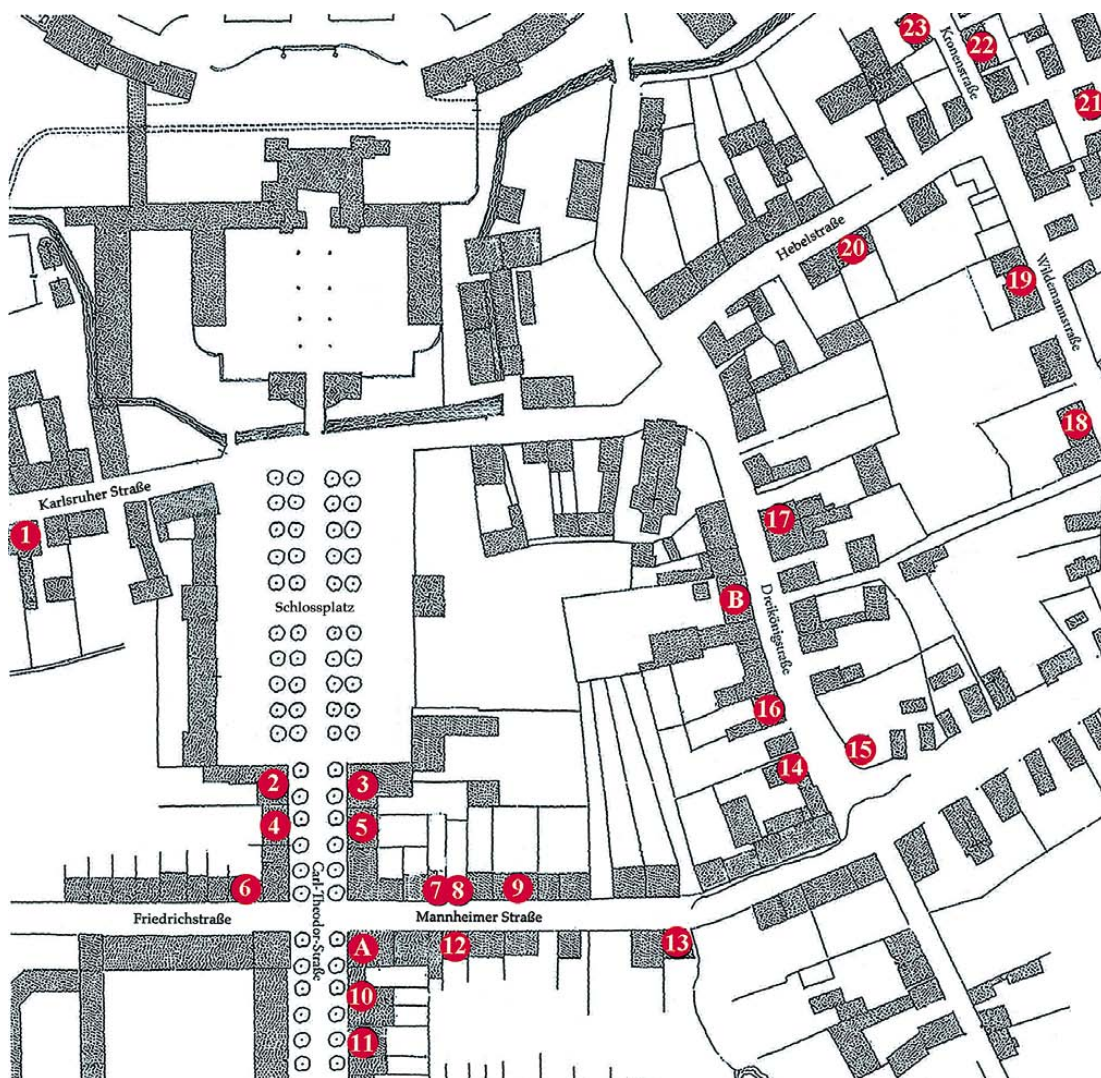 23
Kronenstraße
22
21
Hebelstraße
20
19
Wildemannstraße
18
Karlsruher Straße
1
17
Schlossplatz
B
Dreikönigstraße
16
15
14
2
3
4
5
Carl-Theodor-Straße
6
7
8
9
Friedrichstraße
Mannheimer Straße
A
12
13
10
11